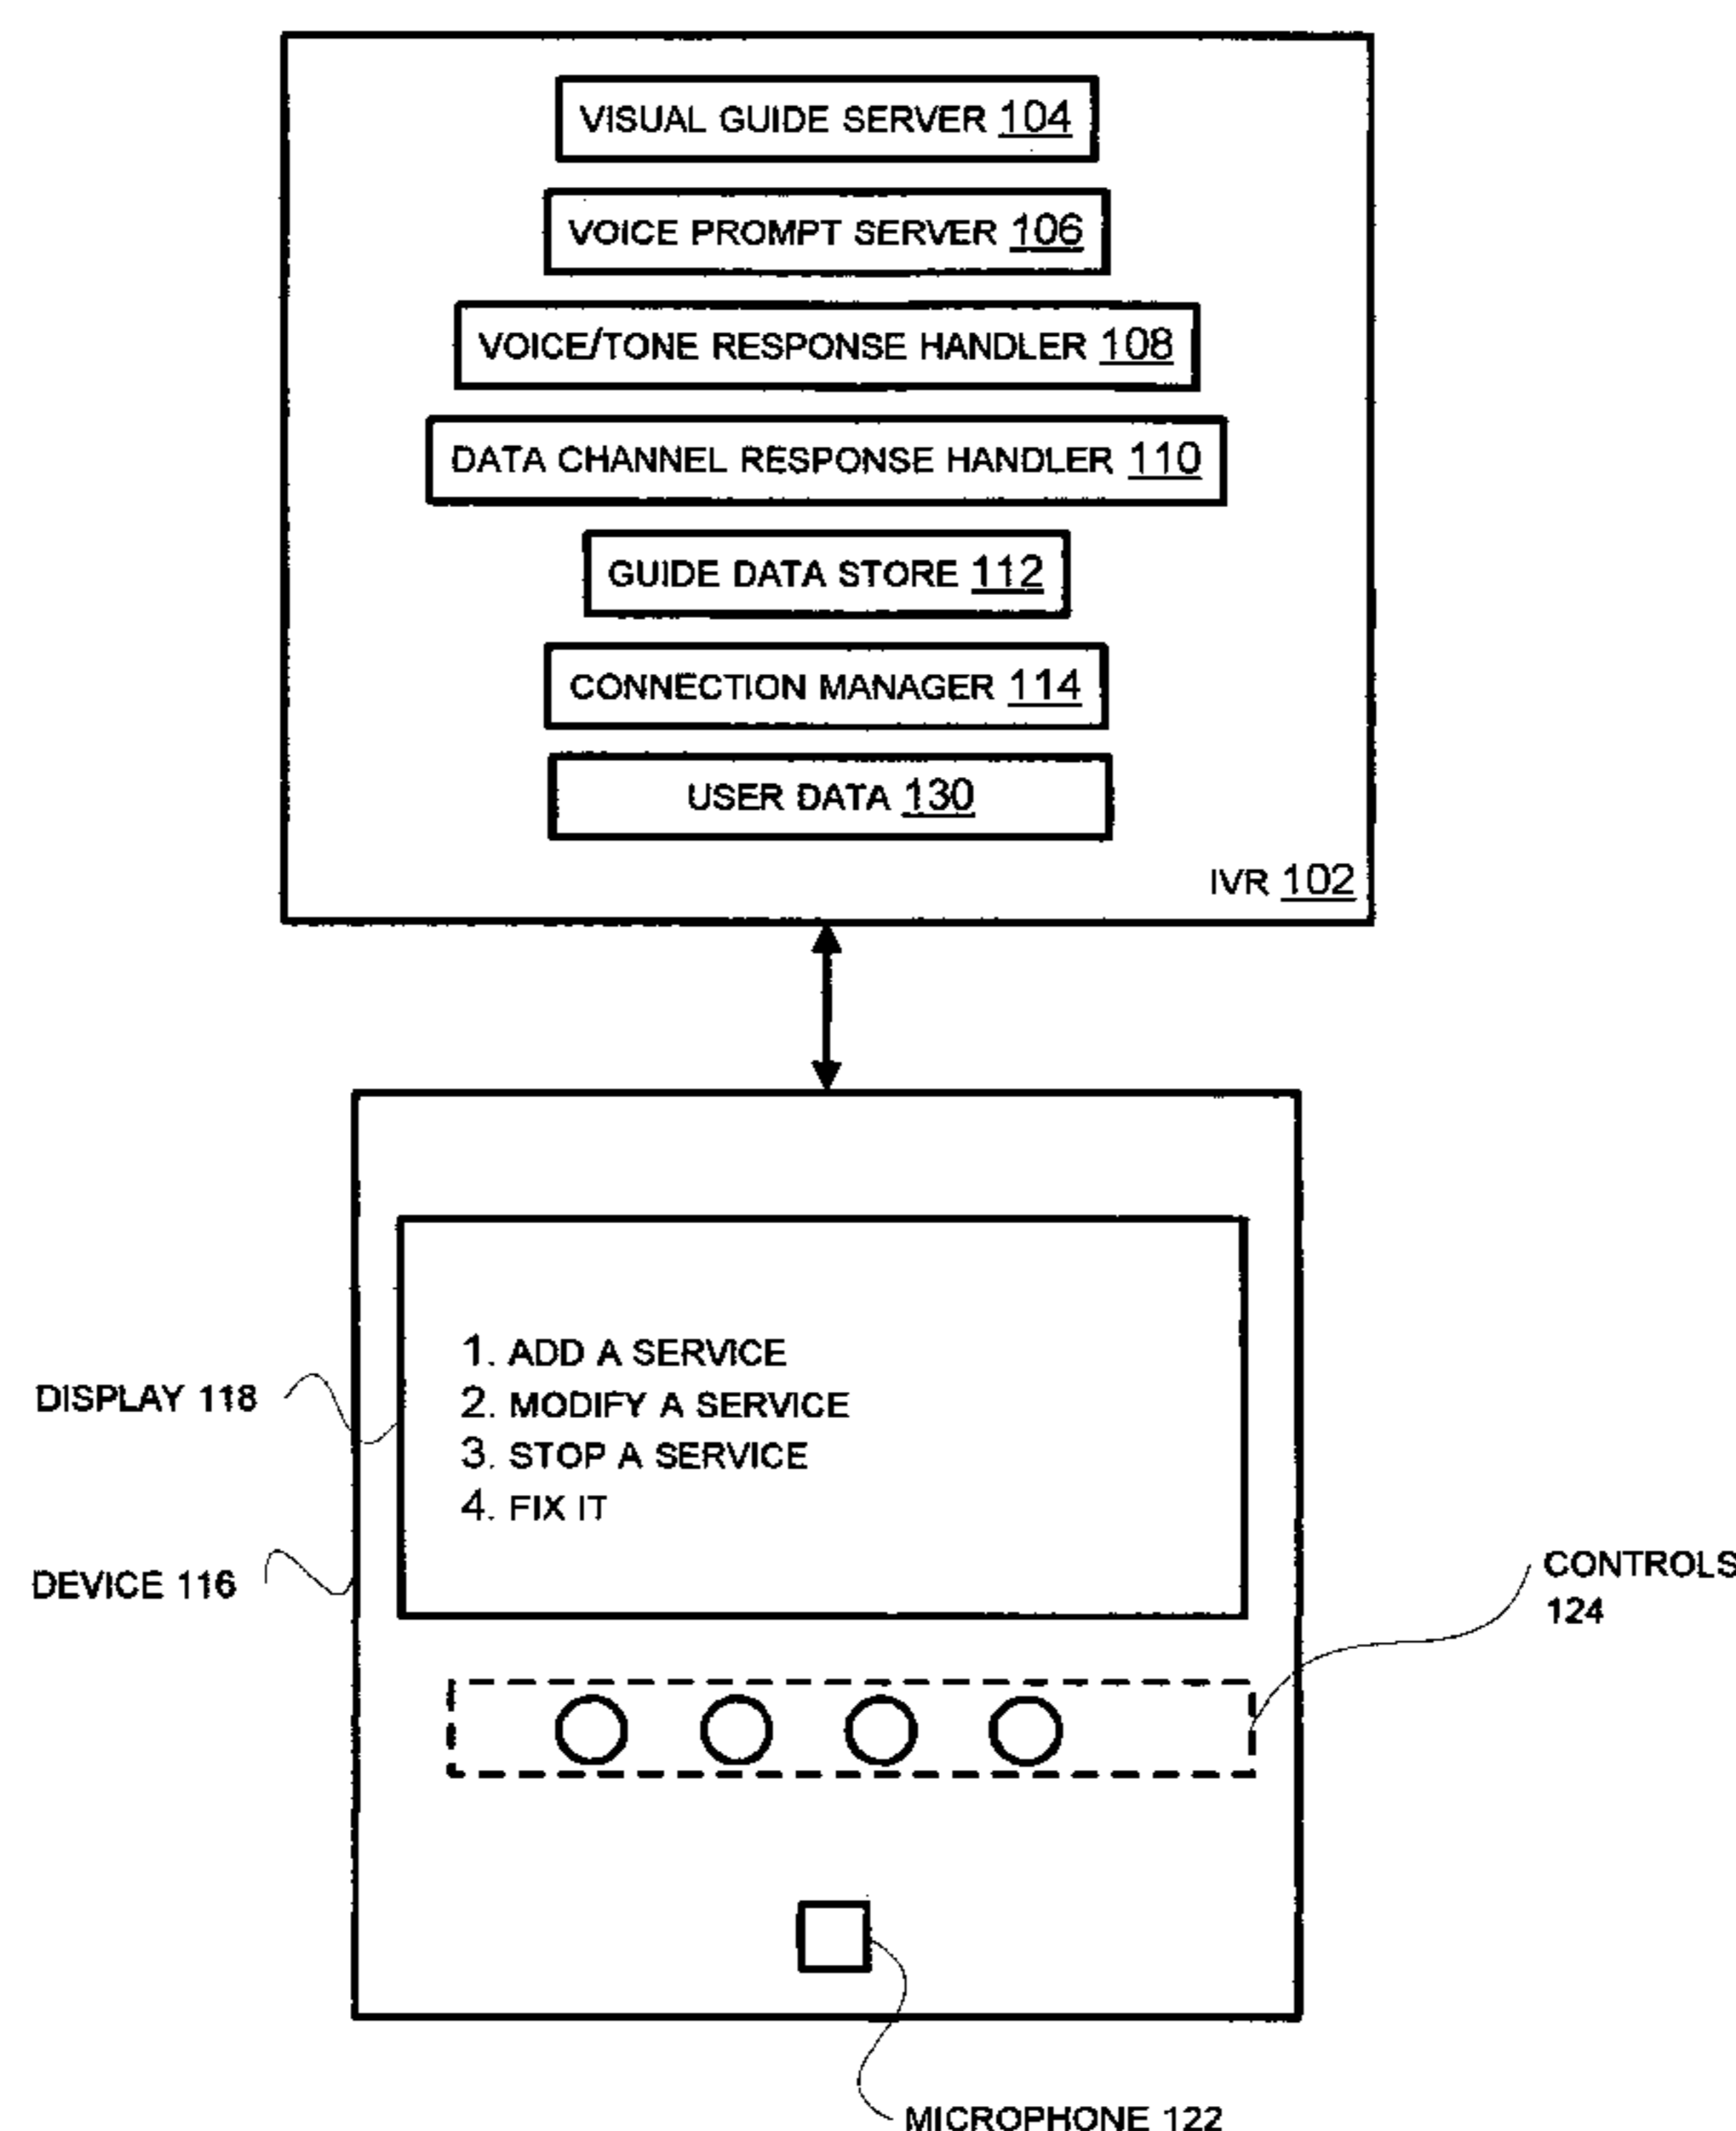 VISUAL GUIDE SERVER 104
VOICE PROMPT SERVER 106
VOICE/TONE RESPONSE HANDLER 108
DATA CHANNEL RESPONSE HANDLER 110
GUIDE DATA STORE 112
CONNECTION MANAGER 114
USER DATA 130
IVR 102
1. ADD A SERVICE
2. MODIFY A SERVICE
3. STOP A SERVICE
4. FIX IT
DISPLAY 118
DEVICE 116
CONTROLS
124
MICROPHONE 122